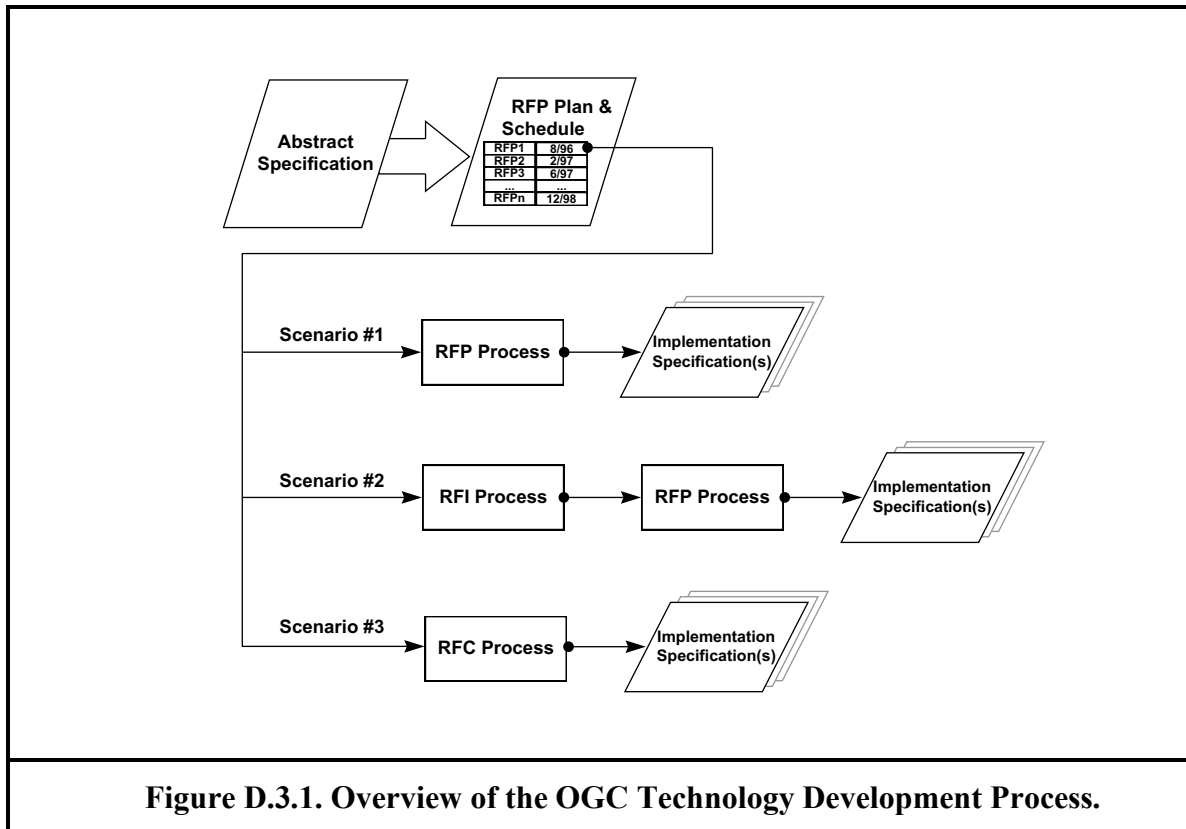 Abstract
Specification
RFP Plan &
Schedule
RFP1 8/96
RFP2 2/97
RFP3 6/97
... ...
RFPn 12/98
Scenario #1
RFP Process
Implementation
Specification(s)
Scenario #2
RFI Process
RFP Process
Implementation
Specification(s)
Scenario #3
RFC Process
Implementation
Specification(s)
Figure D.3.1. Overview of the OGC Technology Development Process.